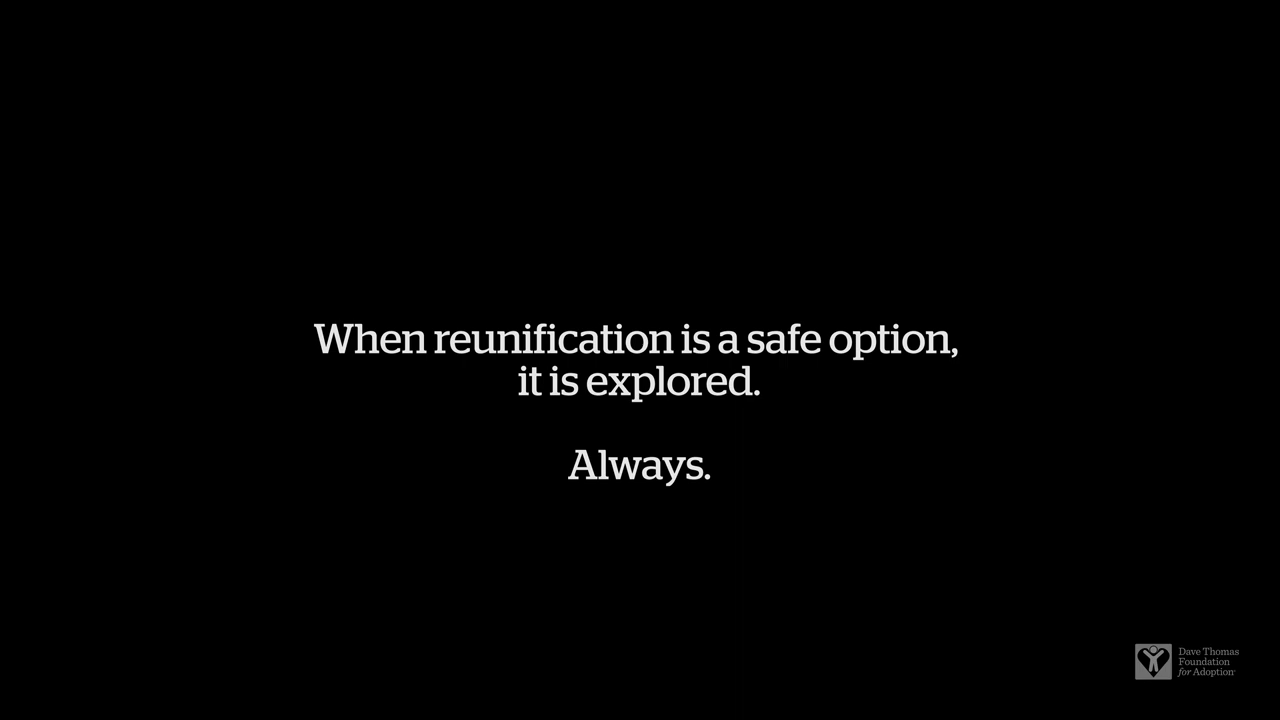 When reunification is a safe option,
it is explored.
Always.
Dave Thomas
Foundation
for Adoption